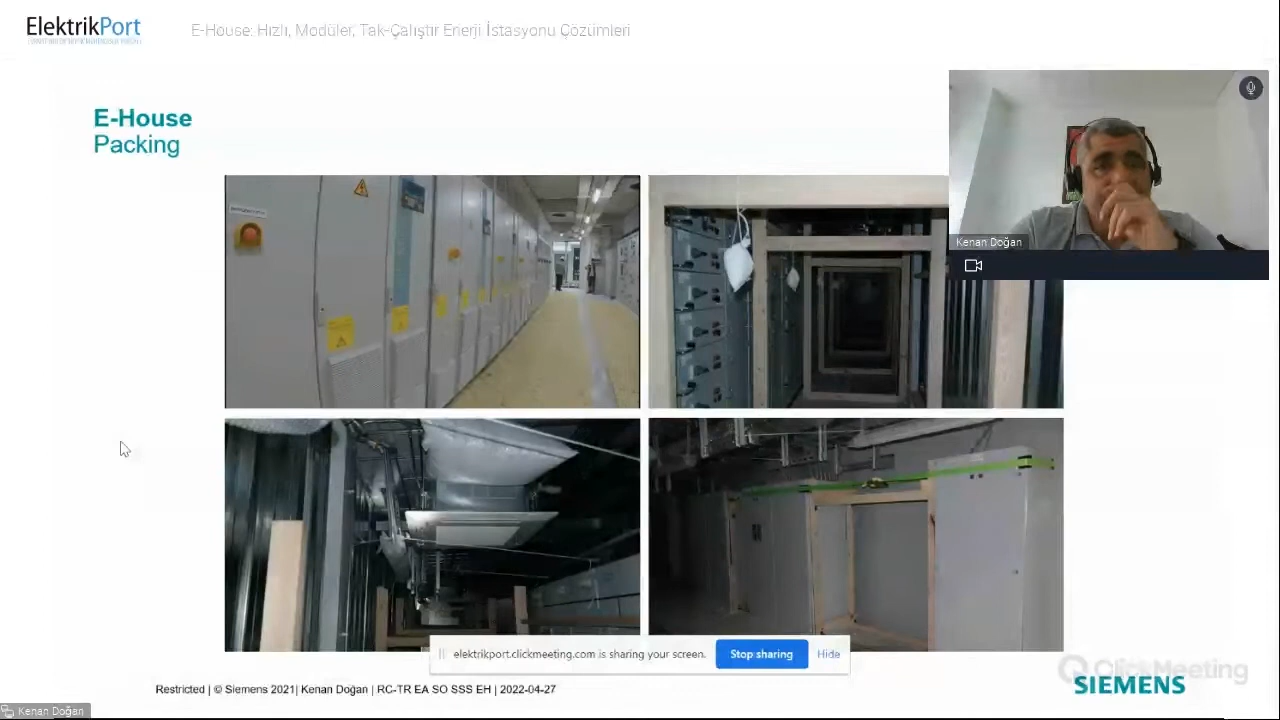 ElektrikPort
E-House: Hızlı, Modüler, Tak-Çalıştır Enerji İstasyonu Çözümleri
E-House
Packing
Kenan Doğan
elektrikport.clickmeeting.com is sharing your screen.
Stop sharing
Hide
ClickMeeting
SIEMENS
Restricted | © Siemens 2021| Kenan Doğan | RC-TR EA SO SSS EH | 2022-04-27
Kenan Doğan